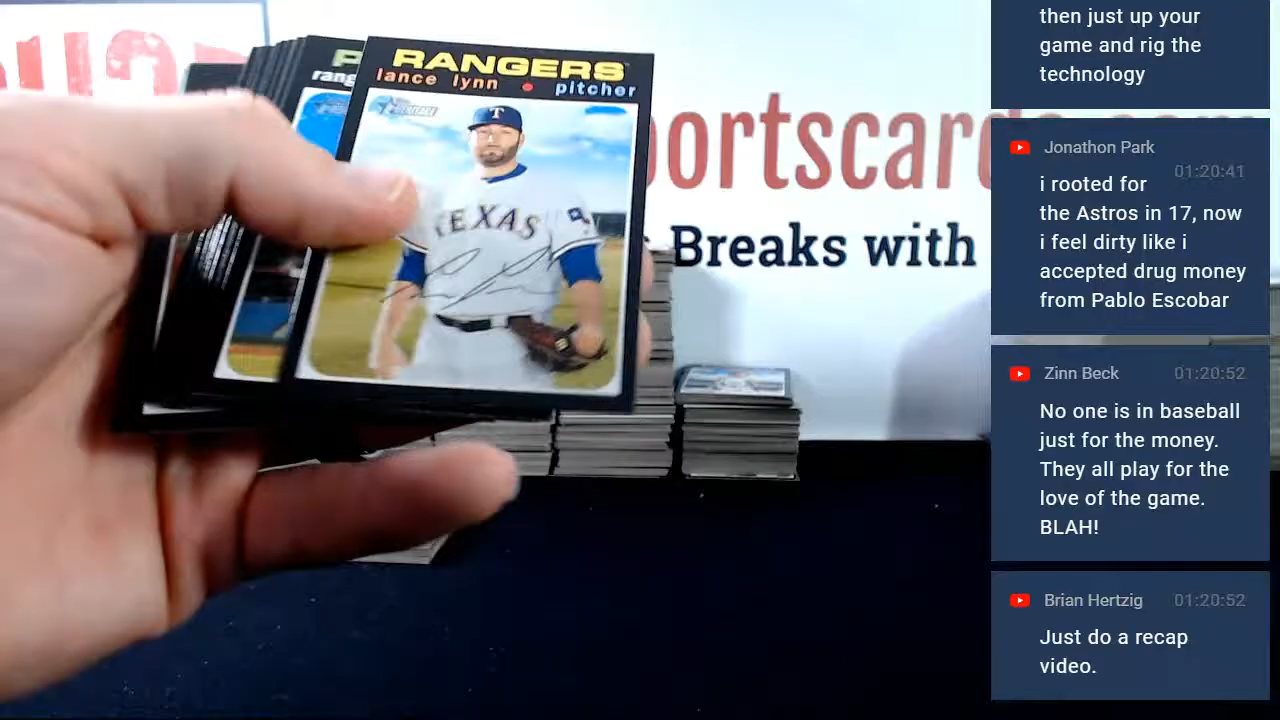 RANGERS
lance lynn • pitcher
HERITAGE
TEXAS
T
rang
portscards
Breaks with
then just up your
game and rig the
technology
Jonathon Park
01:20:41
i rooted for
the Astros in 17, now
i feel dirty like i
accepted drug money
from Pablo Escobar
Zinn Beck 01:20:52
No one is in baseball
just for the money.
They all play for the
love of the game.
BLAH!
Brian Hertzig 01:20:52
Just do a recap
video.